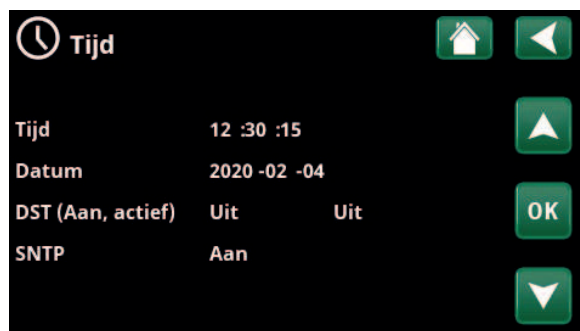 Tijd
Tijd 12 :30 :15
Datum 2020 -02 -04
DST (Aan, actief) Uit Uit
OK
SNTP Aan